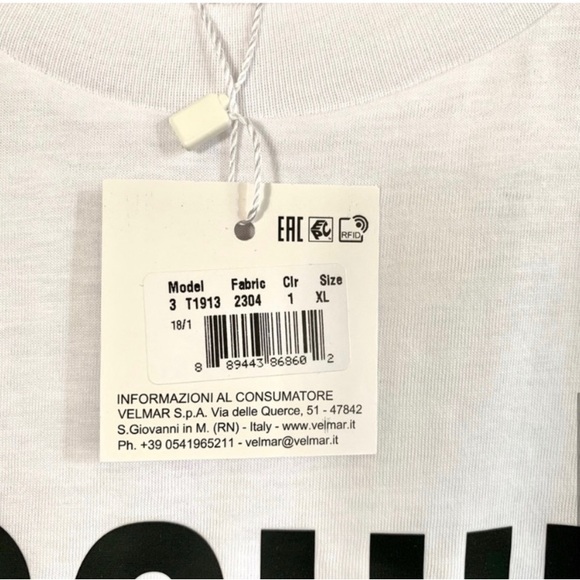 EAC RFID
Model Fabric Clr Size
3 T1913 2304 1 XL
18/1
8 89443 86860 2
INFORMAZIONI AL CONSUMATORE
VELMAR S.p.A. Via delle Querce, 51 - 47842
S.Giovanni in M. (RN) - Italy - www.velmar.it
Ph. +39 0541965211 - velmar@velmar.it